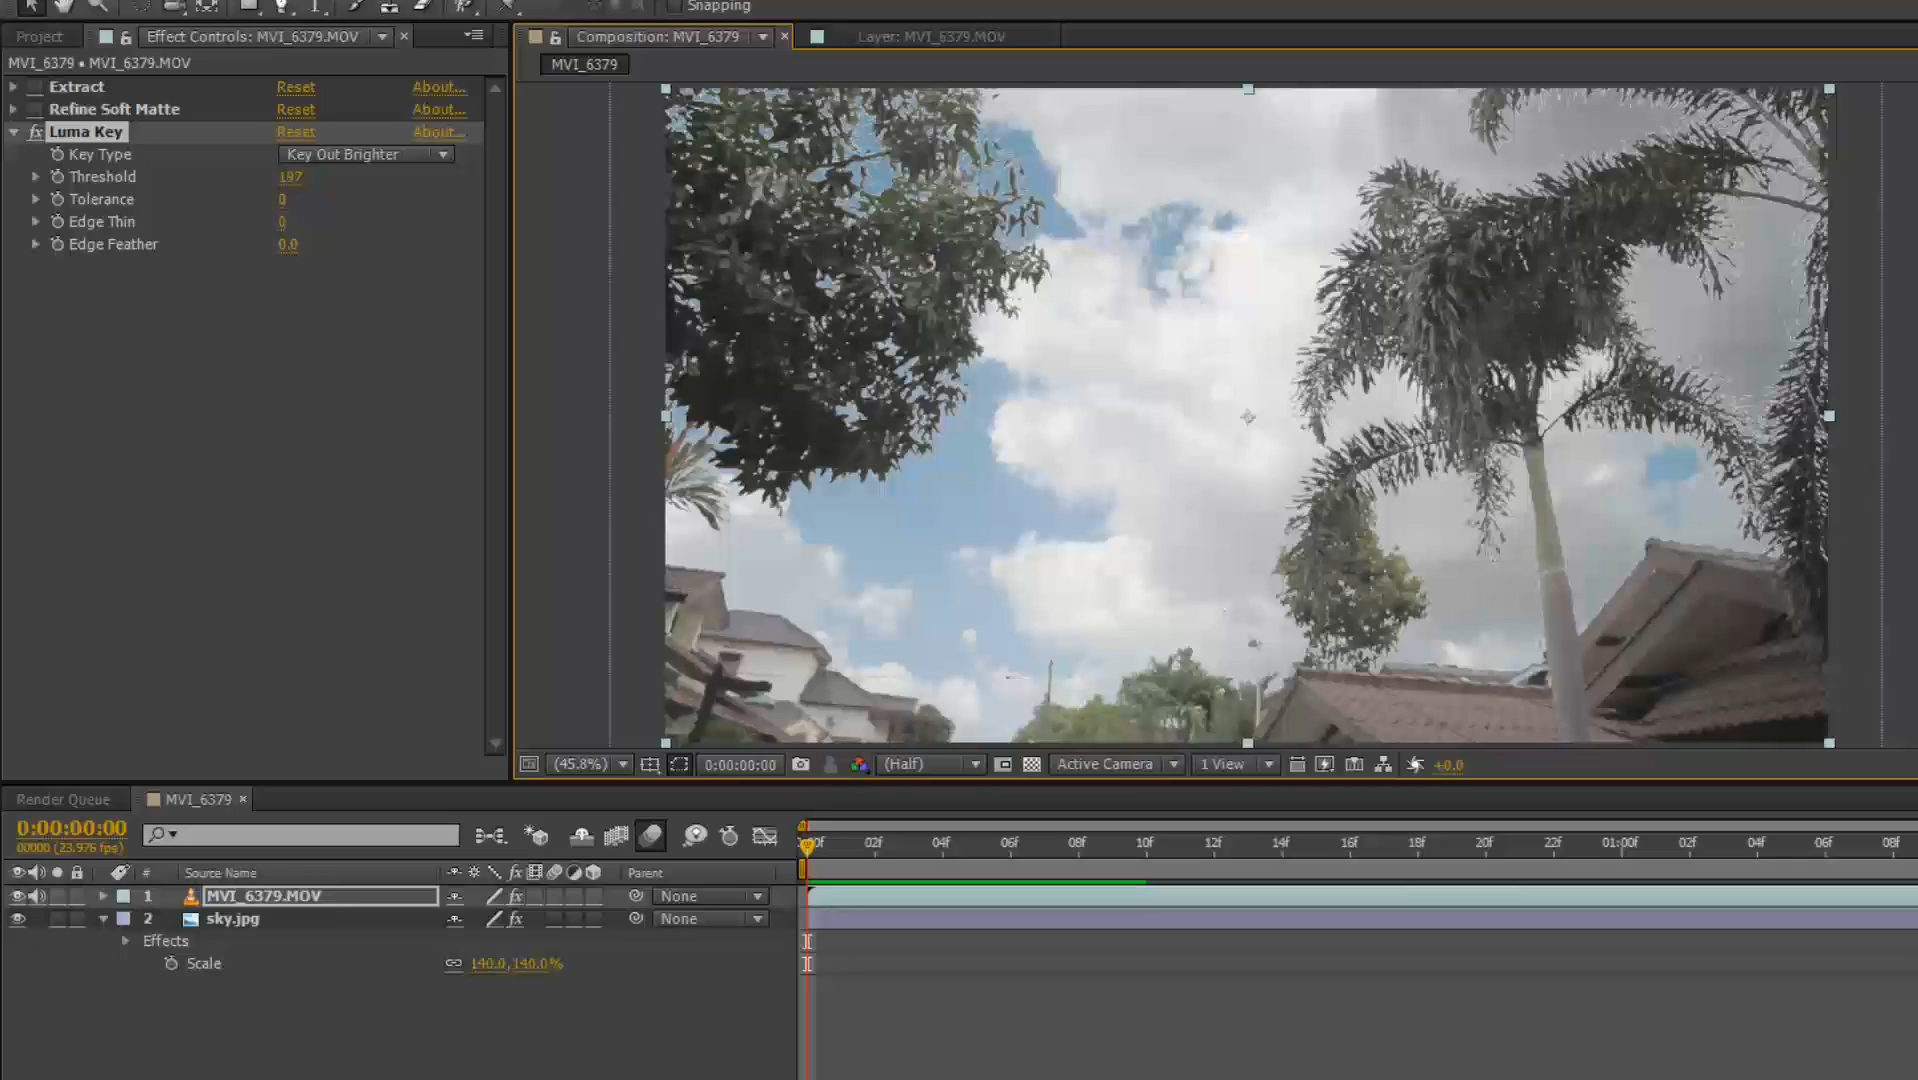 Snapping
Project
Effect Controls: MVI_6379.MOV
Composition: MVI_6379
Layer: MVI_6379.MOV
MVI_6379 • MVI_6379.MOV
MVI_6379
Extract Reset About...
Refine Soft Matte Reset About...
fx Luma Key Reset About...
Key Type Key Out Brighter
Threshold 197
Tolerance 0
Edge Thin 0
Edge Feather 0.0
(45.8%) 0:00:00:00 (Half) Active Camera 1 View +0.0
Render Queue MVI_6379
0:00:00:00
00000 (23.976 fps)
02f 04f 06f 08f 10f 12f 14f 16f 18f 20f 22f 01:00f 02f 04f 06f 08f
# Source Name fx Parent
1 MVI_6379.MOV fx None
2 sky.jpg fx None
Effects
Scale 140.0,140.0%